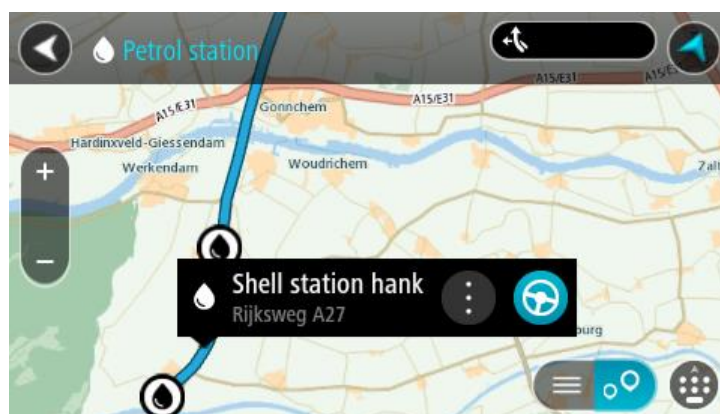 Petrol station
A15/E31
A15/E31
A15/E31
A15/E31
Gonnchem
Hardinxveld-Giessendam
Werkendam
Woudrichem
Zalt
Shell station hank
Rijksweg A27
burg